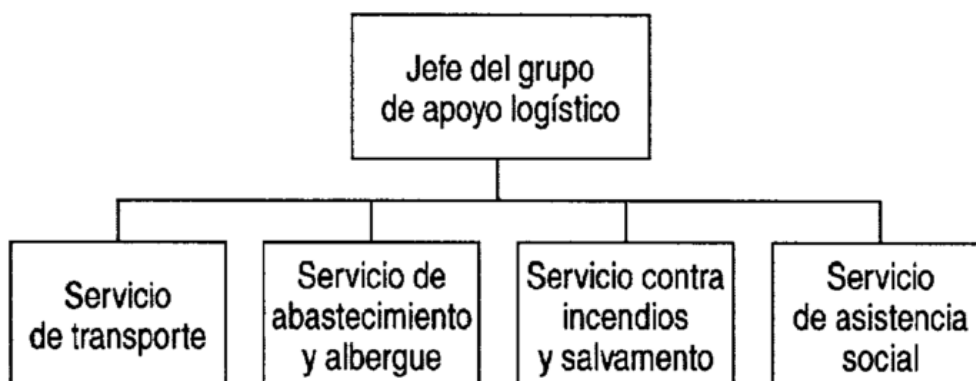 Jefe del grupo
de apoyo logístico
Servicio
de transporte
Servicio de
abastecimiento
y albergue
Servicio contra
incendios
y salvamento
Servicio
de asistencia
social